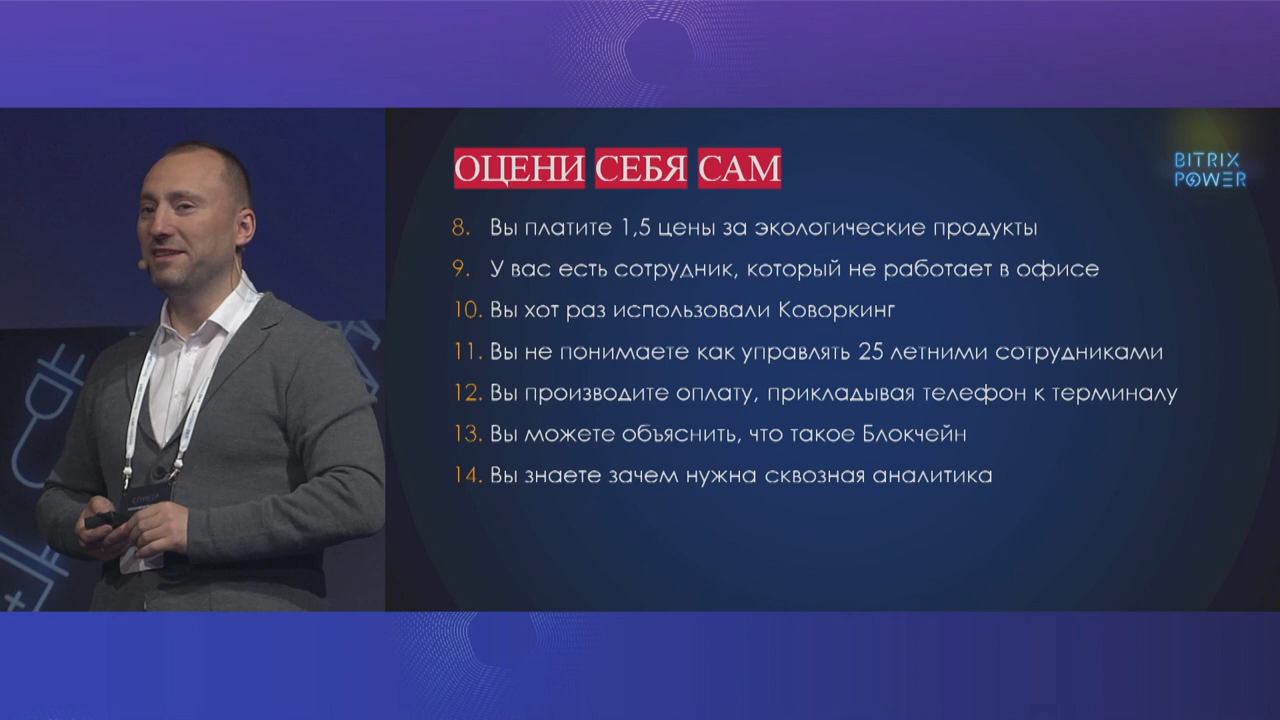 ОЦЕНИ СЕБЯ САМ
BITRIX
POWER
8. Вы платите 1,5 цены за экологические продукты
9. У вас есть сотрудник, который не работает в офисе
10. Вы хот раз использовали Коворкинг
11. Вы не понимаете как управлять 25 летними сотрудниками
12. Вы производите оплату, прикладывая телефон к терминалу
13. Вы можете объяснить, что такое Блокчейн
14. Вы знаете зачем нужна сквозная аналитика